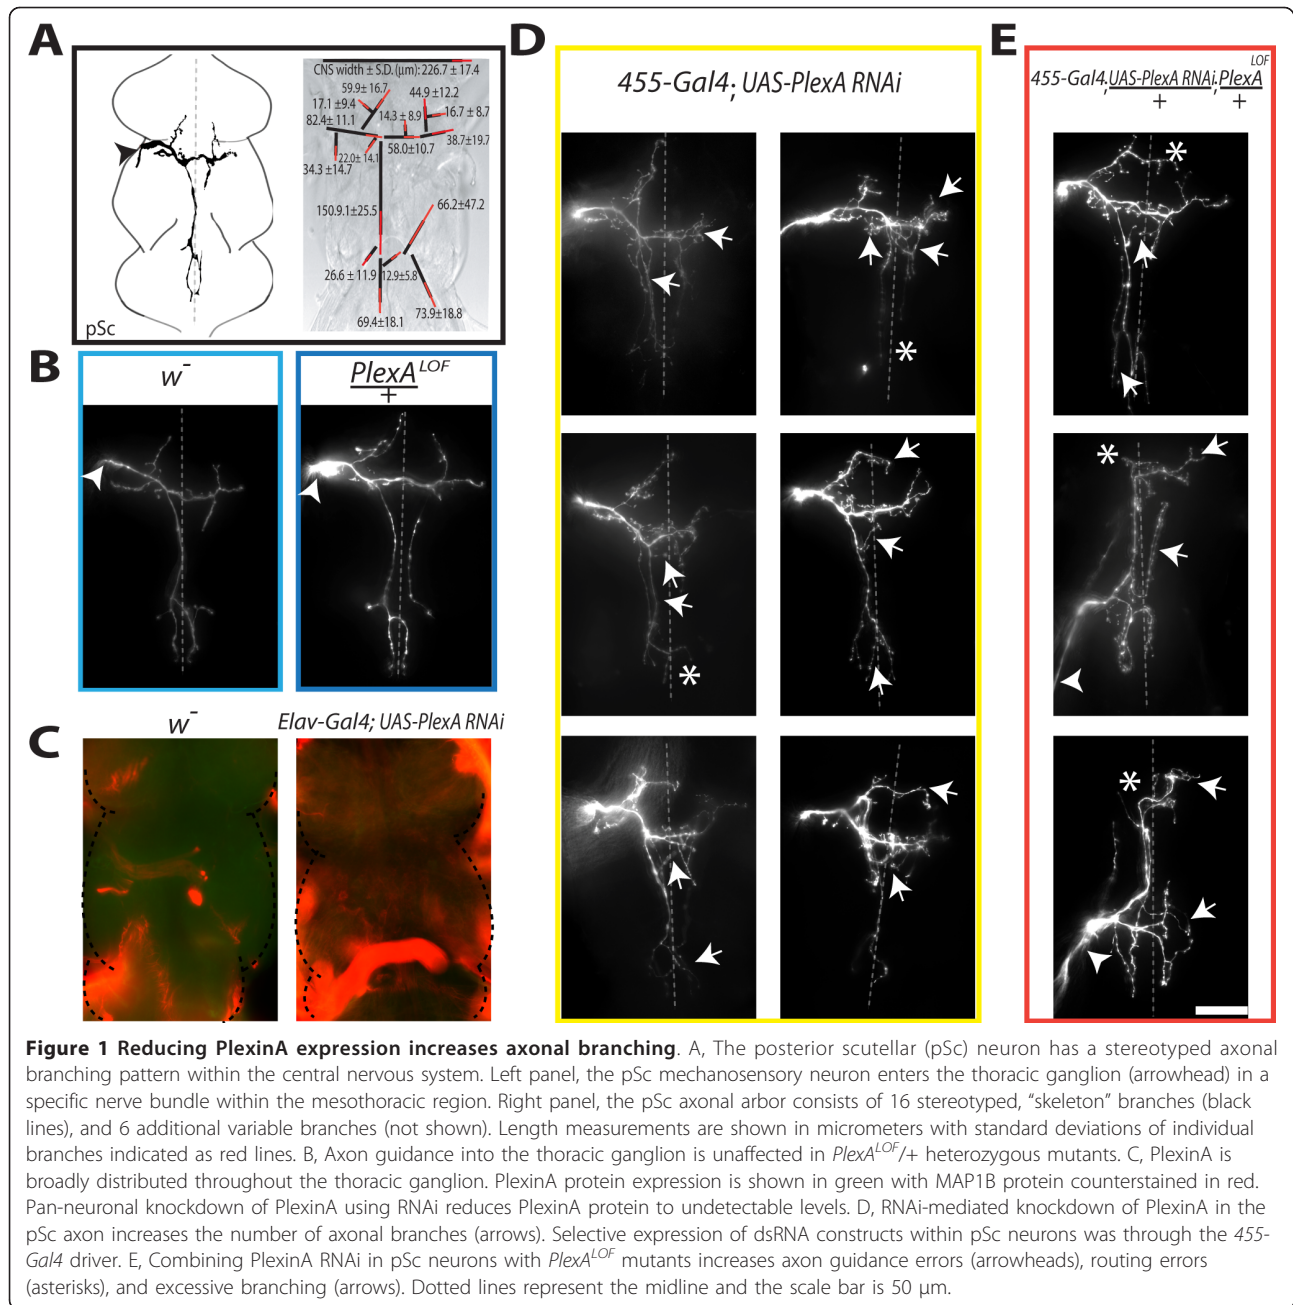 A
CNS width ± S.D. (µm): 226.7 ± 17.4
59.9± 16.7
44.9 ±12.2
17.1 ±9.4
14.3 ± 8.9
16.7 ± 8.7
82.4± 11.1
38.7±19.7
58.0±10.7
22.0± 14.1
34.3 ±14.7
150.9.1±25.5
66.2±47.2
26.6 ± 11.9
12.9±5.8
73.9±18.8
69.4±18.1
pSc
B
w-
PlexA LOF
+
C
w-
Elav-Gal4; UAS-PlexA RNAi
D
455-Gal4; UAS-PlexA RNAi
*
*
E
LOF
455-Gal4;UAS-PlexA RNAi;PlexA
+ +
*
*
*
Figure 1 Reducing PlexinA expression increases axonal branching. A, The posterior scutellar (pSc) neuron has a stereotyped axonal
branching pattern within the central nervous system. Left panel, the pSc mechanosensory neuron enters the thoracic ganglion (arrowhead) in a
specific nerve bundle within the mesothoracic region. Right panel, the pSc axonal arbor consists of 16 stereotyped, “skeleton” branches (black
lines), and 6 additional variable branches (not shown). Length measurements are shown in micrometers with standard deviations of individual
branches indicated as red lines. B, Axon guidance into the thoracic ganglion is unaffected in PlexA^LOF/+ heterozygous mutants. C, PlexinA is
broadly distributed throughout the thoracic ganglion. PlexinA protein expression is shown in green with MAP1B protein counterstained in red.
Pan-neuronal knockdown of PlexinA using RNAi reduces PlexinA protein to undetectable levels. D, RNAi-mediated knockdown of PlexinA in the
pSc axon increases the number of axonal branches (arrows). Selective expression of dsRNA constructs within pSc neurons was through the 455-
Gal4 driver. E, Combining PlexinA RNAi in pSc neurons with PlexA^LOF mutants increases axon guidance errors (arrowheads), routing errors
(asterisks), and excessive branching (arrows). Dotted lines represent the midline and the scale bar is 50 µm.